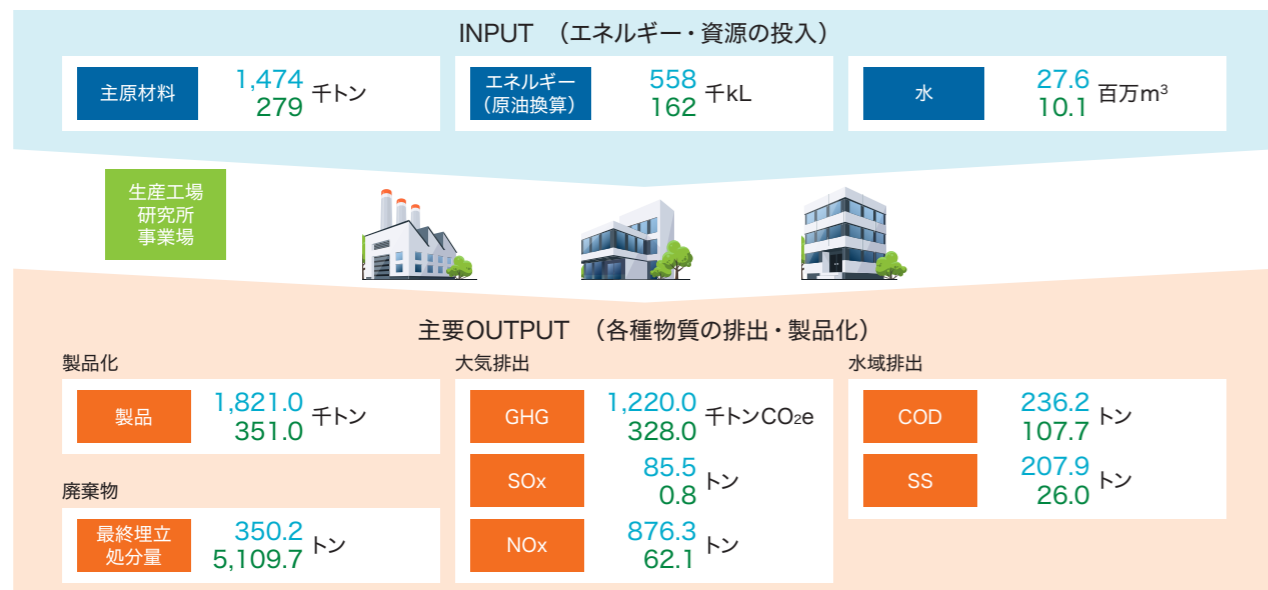 INPUT （エネルギー・資源の投入）
主原材料
1,474
279
千トン
エネルギー
（原油換算）
558
162
千kL
水
27.6
10.1
百万m³
生産工場
研究所
事業場
主要OUTPUT （各種物質の排出・製品化）
製品化
製品
1,821.0
351.0
千トン
廃棄物
最終埋立
処分量
350.2
5,109.7
トン
大気排出
GHG
1,220.0
328.0
千トンCO₂e
SOx
85.5
0.8
トン
NOx
876.3
62.1
トン
水域排出
COD
236.2
107.7
トン
SS
207.9
26.0
トン